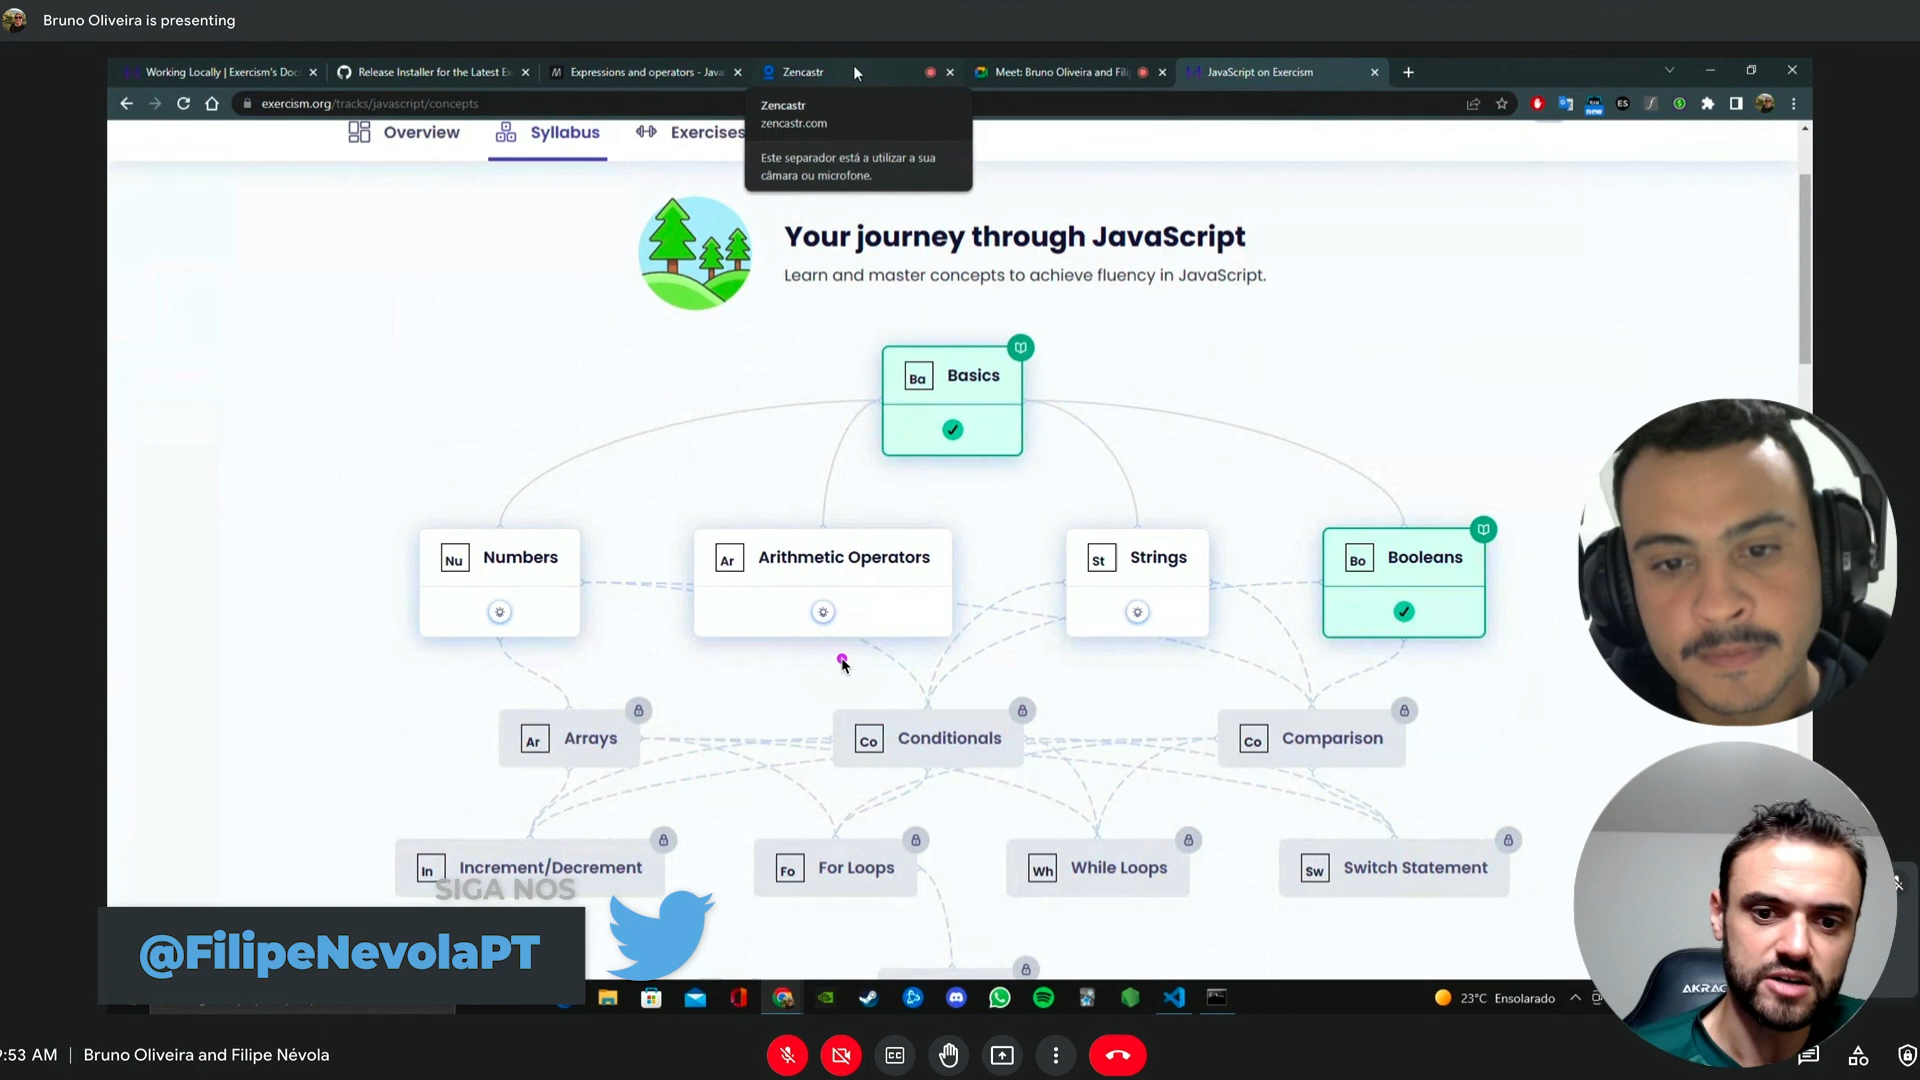 Bruno Oliveira is presenting
Working Locally | Exercism's Doc
Release Installer for the Latest Ex
Expressions and operators - Java
Zencastr
Meet: Bruno Oliveira and Fili
JavaScript on Exercism
exercism.org/tracks/javascript/concepts
new
ES
Zencastr
zencastr.com
Este separador está a utilizar a sua
câmara ou microfone.
Overview
Syllabus
Exercises
Your journey through JavaScript
Learn and master concepts to achieve fluency in JavaScript.
Ba Basics
Nu Numbers
Ar Arithmetic Operators
St Strings
Bo Booleans
Ar Arrays
Co Conditionals
Co Comparison
In Increment/Decrement
Fo For Loops
Wh While Loops
Sw Switch Statement
SIGA NOS
@FilipeNevolaPT
AKRAC
23°C Ensolarado
9:53 AM | Bruno Oliveira and Filipe Névola